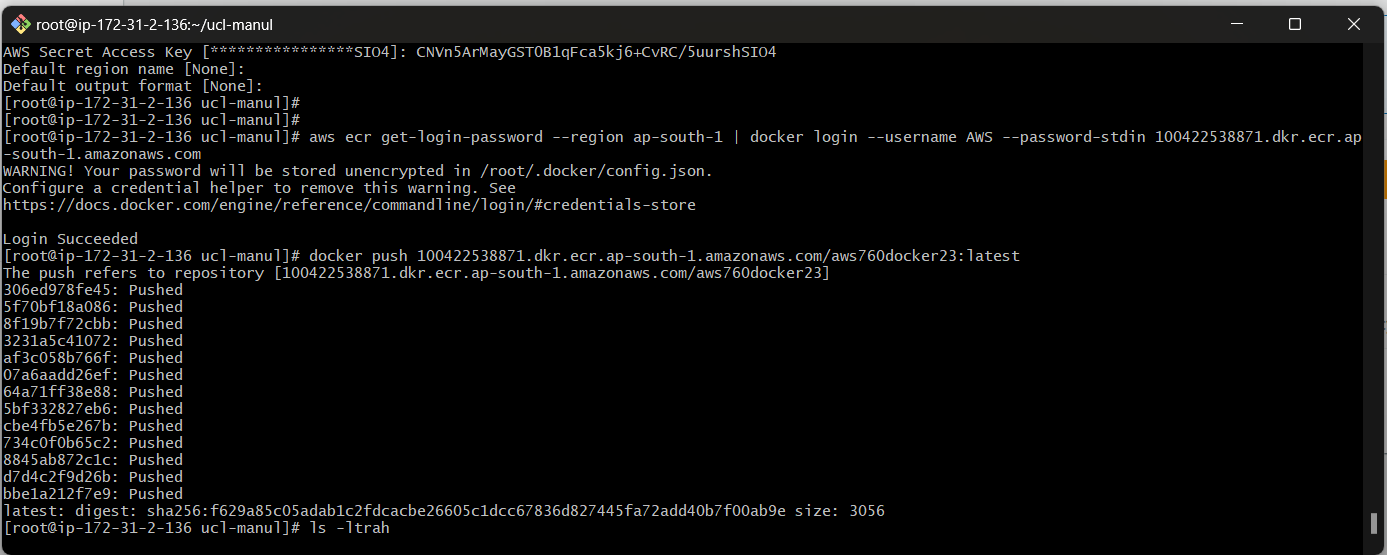 root@ip-172-31-2-136:~/ucl-manul
AWS Secret Access Key [****************SIO4]: CNVn5ArMayGST0B1qFca5kj6+CvRC/5uurshSIO4
Default region name [None]:
Default output format [None]:
[root@ip-172-31-2-136 ucl-manul]#
[root@ip-172-31-2-136 ucl-manul]#
[root@ip-172-31-2-136 ucl-manul]# aws ecr get-login-password --region ap-south-1 | docker login --username AWS --password-stdin 100422538871.dkr.ecr.ap
-south-1.amazonaws.com
WARNING! Your password will be stored unencrypted in /root/.docker/config.json.
Configure a credential helper to remove this warning. See
https://docs.docker.com/engine/reference/commandline/login/#credentials-store
Login Succeeded
[root@ip-172-31-2-136 ucl-manul]# docker push 100422538871.dkr.ecr.ap-south-1.amazonaws.com/aws760docker23:latest
The push refers to repository [100422538871.dkr.ecr.ap-south-1.amazonaws.com/aws760docker23]
306ed978fe45: Pushed
5f70bf18a086: Pushed
8f19b7f72cbb: Pushed
3231a5c41072: Pushed
af3c058b766f: Pushed
07a6aadd26ef: Pushed
64a71ff38e88: Pushed
5bf332827eb6: Pushed
cbe4fb5e267b: Pushed
734c0f0b65c2: Pushed
8845ab872c1c: Pushed
d7d4c2f9d26b: Pushed
bbe1a212f7e9: Pushed
latest: digest: sha256:f629a85c05adab1c2fdcacbe26605c1dcc67836d827445fa72add40b7f00ab9e size: 3056
[root@ip-172-31-2-136 ucl-manul]# ls -ltrah